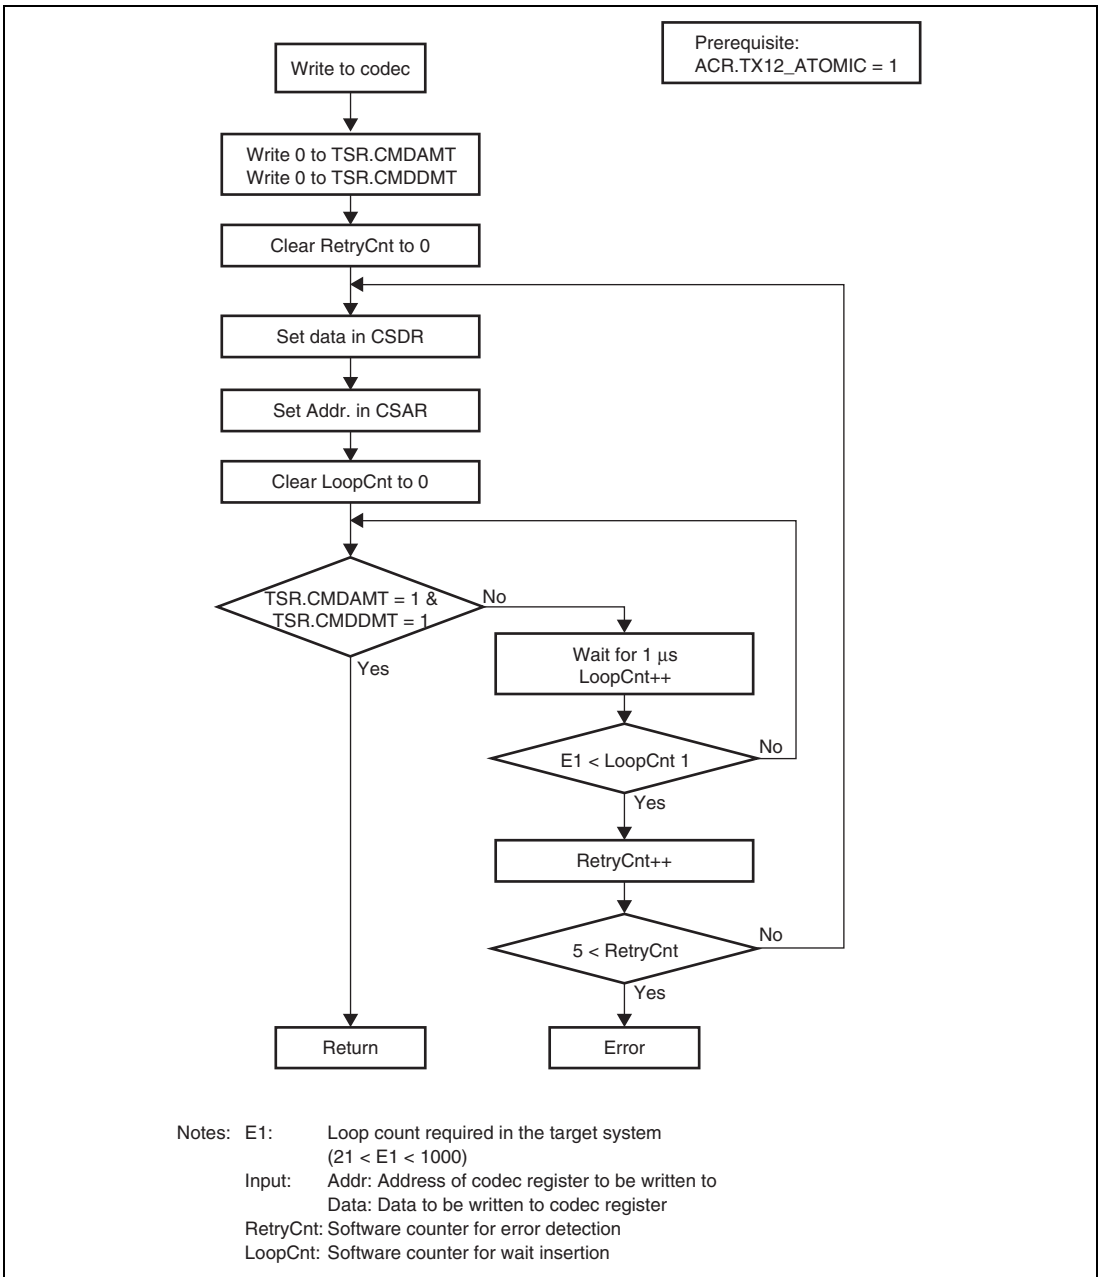 Prerequisite:
ACR.TX12_ATOMIC = 1
Write to codec
Write 0 to TSR.CMDAMT
Write 0 to TSR.CMDDMT
Clear RetryCnt to 0
Set data in CSDR
Set Addr. in CSAR
Clear LoopCnt to 0
TSR.CMDAMT = 1 &
TSR.CMDDMT = 1
No
Yes
Wait for 1 μs
LoopCnt++
E1 < LoopCnt 1
No
Yes
RetryCnt++
5 < RetryCnt
No
Yes
Return
Error
Notes: E1: Loop count required in the target system
(21 < E1 < 1000)
Input: Addr: Address of codec register to be written to
Data: Data to be written to codec register
RetryCnt: Software counter for error detection
LoopCnt: Software counter for wait insertion